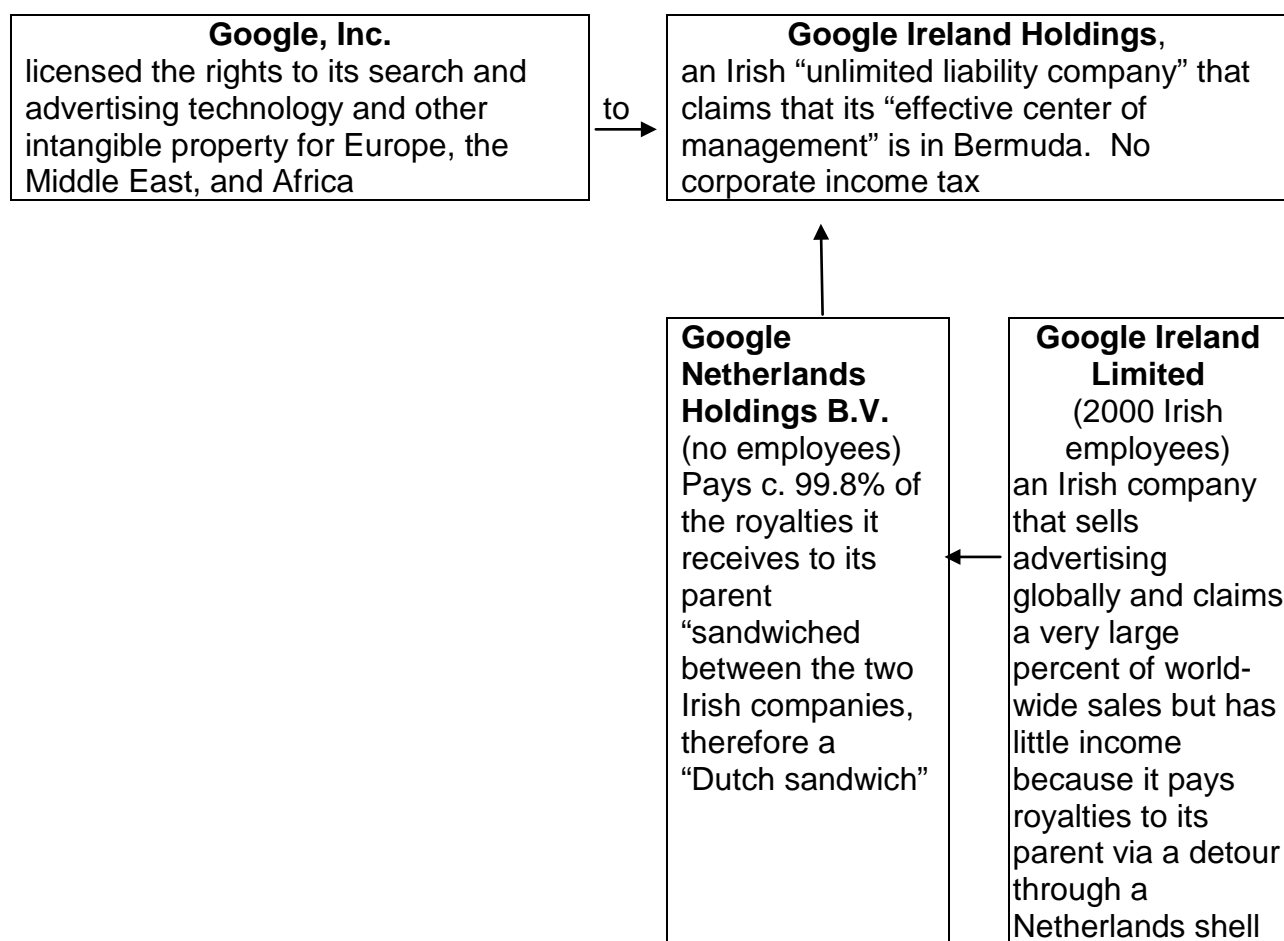 Google, Inc.
licensed the rights to its search and
advertising technology and other
intangible property for Europe, the
Middle East, and Africa
to
Google Ireland Holdings,
an Irish “unlimited liability company” that
claims that its “effective center of
management” is in Bermuda.  No
corporate income tax
Google
Netherlands
Holdings B.V.
(no employees)
Pays c. 99.8% of
the royalties it
receives to its
parent
“sandwiched
between the two
Irish companies,
therefore a
“Dutch sandwich”
Google Ireland
Limited
(2000 Irish
employees)
an Irish company
that sells
advertising
globally and claims
a very large
percent of world-
wide sales but has
little income
because it pays
royalties to its
parent via a detour
through a
Netherlands shell